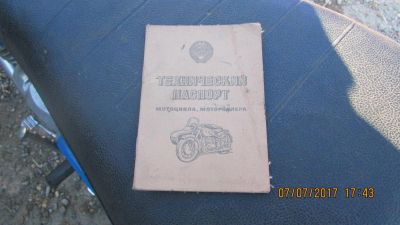 ТЕХНИЧЕСКИЙ
ПАСПОРТ
МОТОЦИКЛА, МОТОРОЛЛЕРА
07/07/2017 17:43